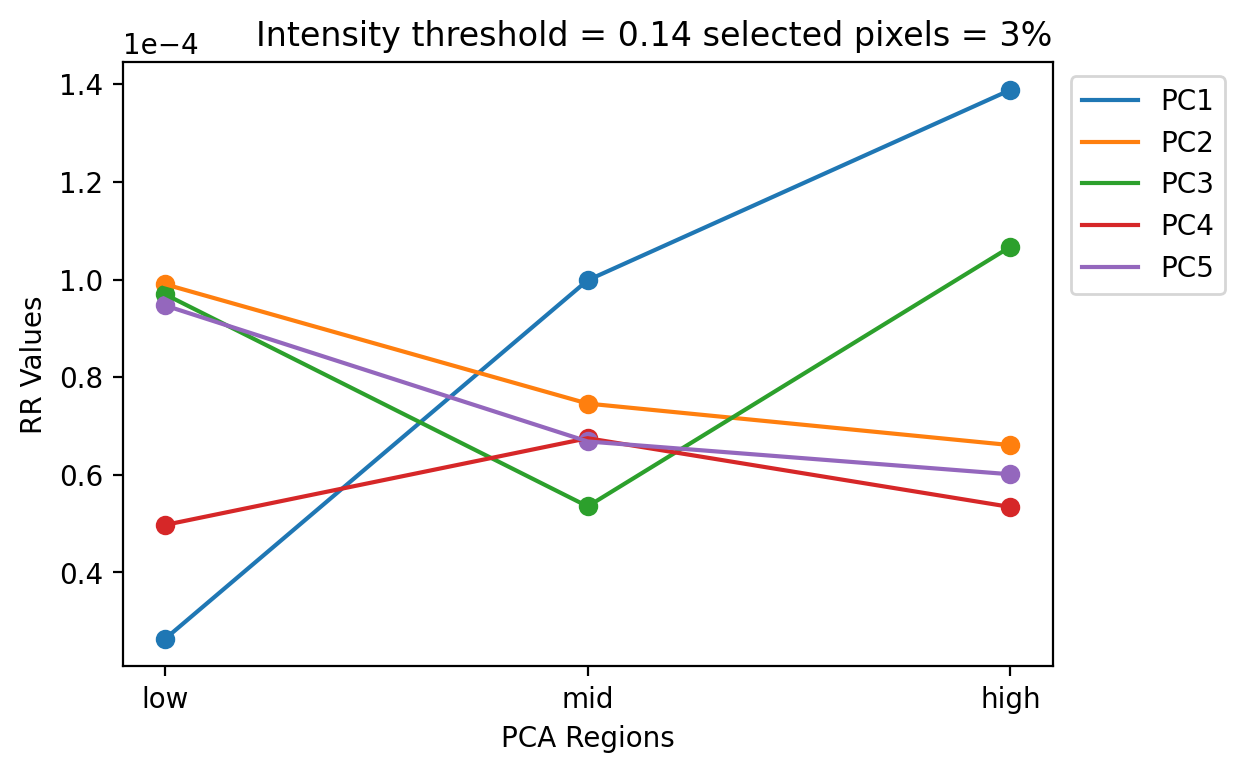 Intensity threshold = 0.14 selected pixels = 3%
1e−4
1.4
1.2
1.0
0.8
0.6
0.4
RR Values
low
mid
high
PCA Regions
PC1
PC2
PC3
PC4
PC5